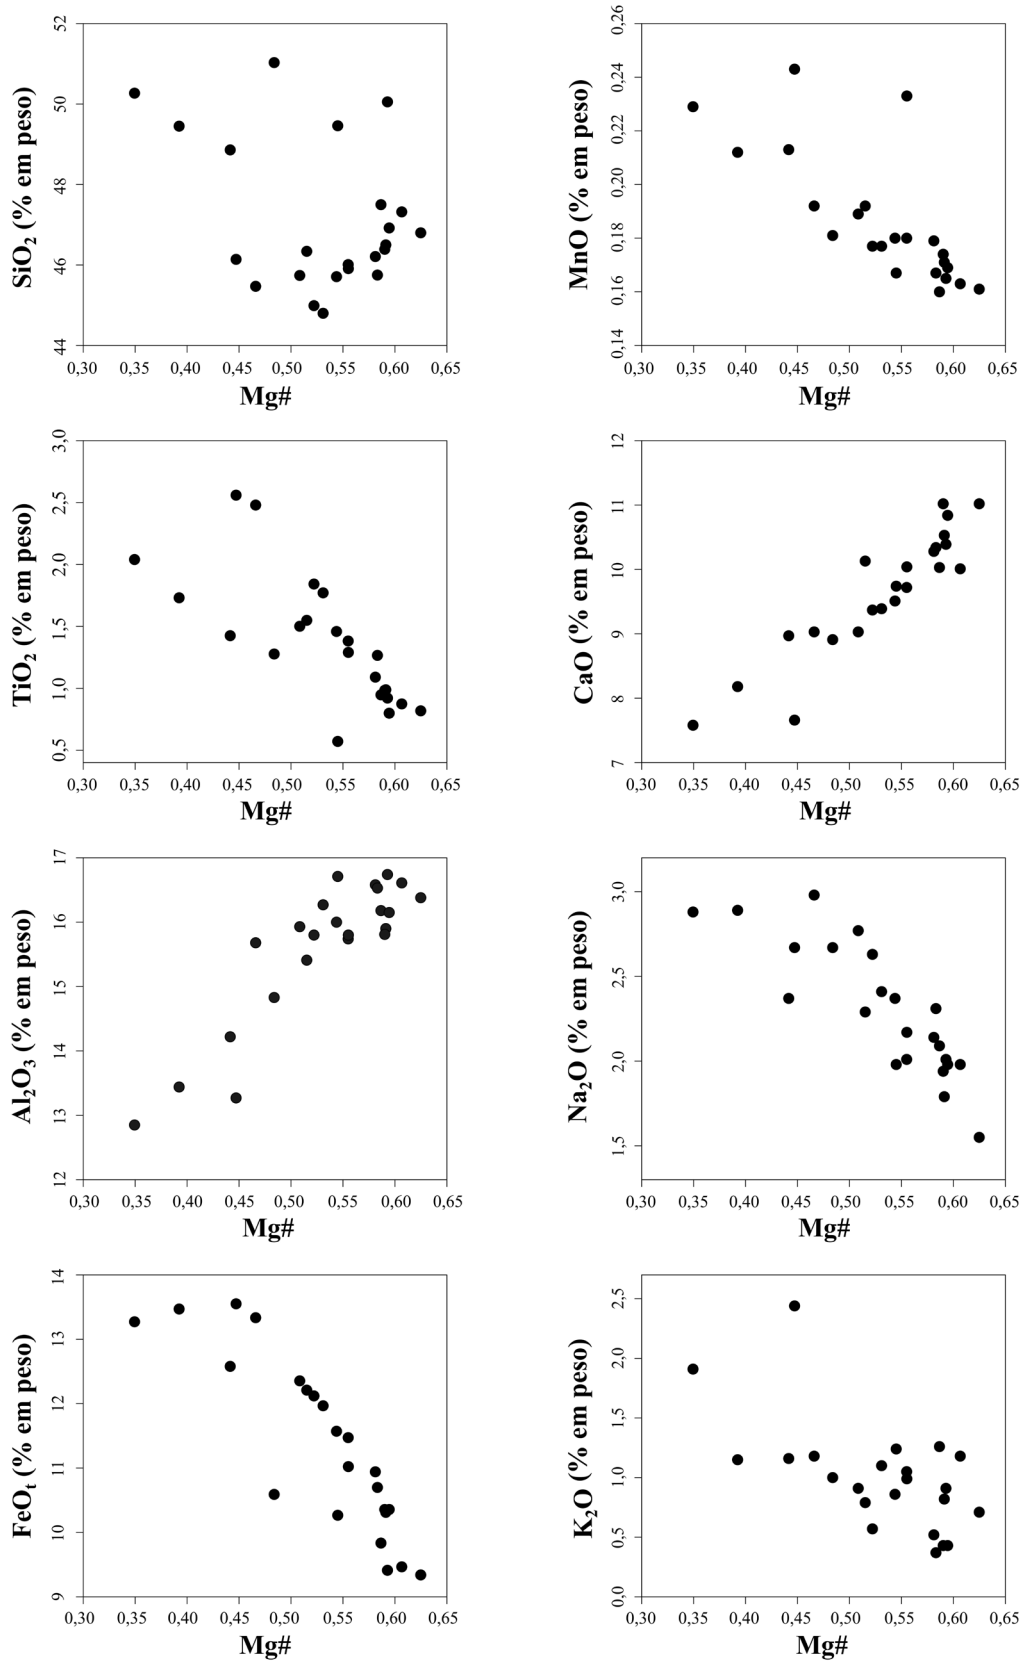 SiO₂ (% em peso)
52
50
48
46
44
0,30 0,35 0,40 0,45 0,50 0,55 0,60 0,65
Mg#
MnO (% em peso)
0,26
0,24
0,22
0,20
0,18
0,16
0,14
0,30 0,35 0,40 0,45 0,50 0,55 0,60 0,65
Mg#
TiO₂ (% em peso)
3,0
2,5
2,0
1,5
1,0
0,5
0,30 0,35 0,40 0,45 0,50 0,55 0,60 0,65
Mg#
CaO (% em peso)
12
11
10
9
8
7
0,30 0,35 0,40 0,45 0,50 0,55 0,60 0,65
Mg#
Al₂O₃ (% em peso)
17
16
15
14
13
12
0,30 0,35 0,40 0,45 0,50 0,55 0,60 0,65
Mg#
Na₂O (% em peso)
3,0
2,5
2,0
1,5
0,30 0,35 0,40 0,45 0,50 0,55 0,60 0,65
Mg#
FeOₜ (% em peso)
14
13
12
11
10
9
0,30 0,35 0,40 0,45 0,50 0,55 0,60 0,65
Mg#
K₂O (% em peso)
2,5
2,0
1,5
1,0
0,5
0,0
0,30 0,35 0,40 0,45 0,50 0,55 0,60 0,65
Mg#